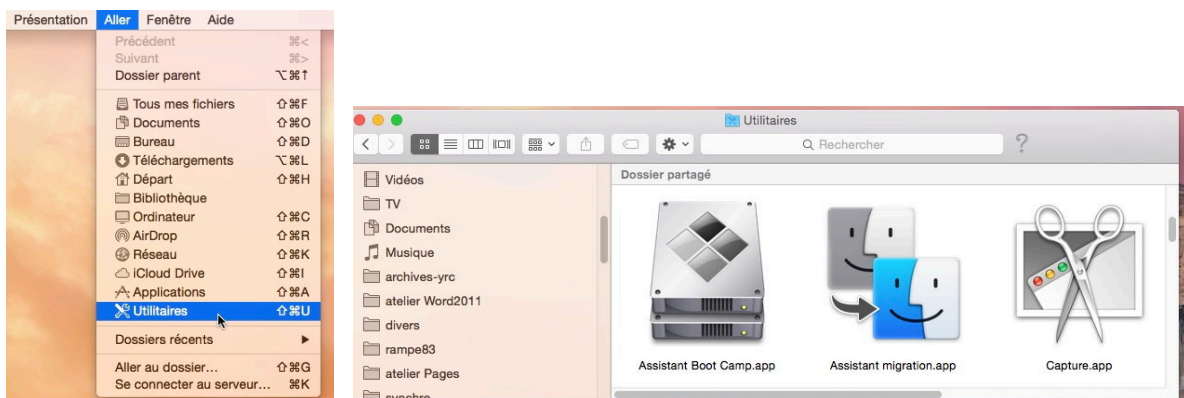 Présentation Aller Fenêtre Aide
Précédent ⌘<
Suivant ⌘>
Dossier parent ⌥⌘↑
Tous mes fichiers ⇧⌘F
Documents ⇧⌘O
Bureau ⇧⌘D
Téléchargements ⌥⌘L
Départ ⇧⌘H
Bibliothèque
Ordinateur ⇧⌘C
AirDrop ⇧⌘R
Réseau ⇧⌘K
iCloud Drive ⇧⌘I
Applications ⇧⌘A
Utilitaires ⇧⌘U
Dossiers récents
Aller au dossier… ⇧⌘G
Se connecter au serveur… ⌘K
Utilitaires
Rechercher ?
Vidéos
TV
Documents
Musique
archives-yrc
atelier Word2011
divers
rampe83
atelier Pages
synchro
Dossier partagé
Assistant Boot Camp.app
Assistant migration.app
Capture.app